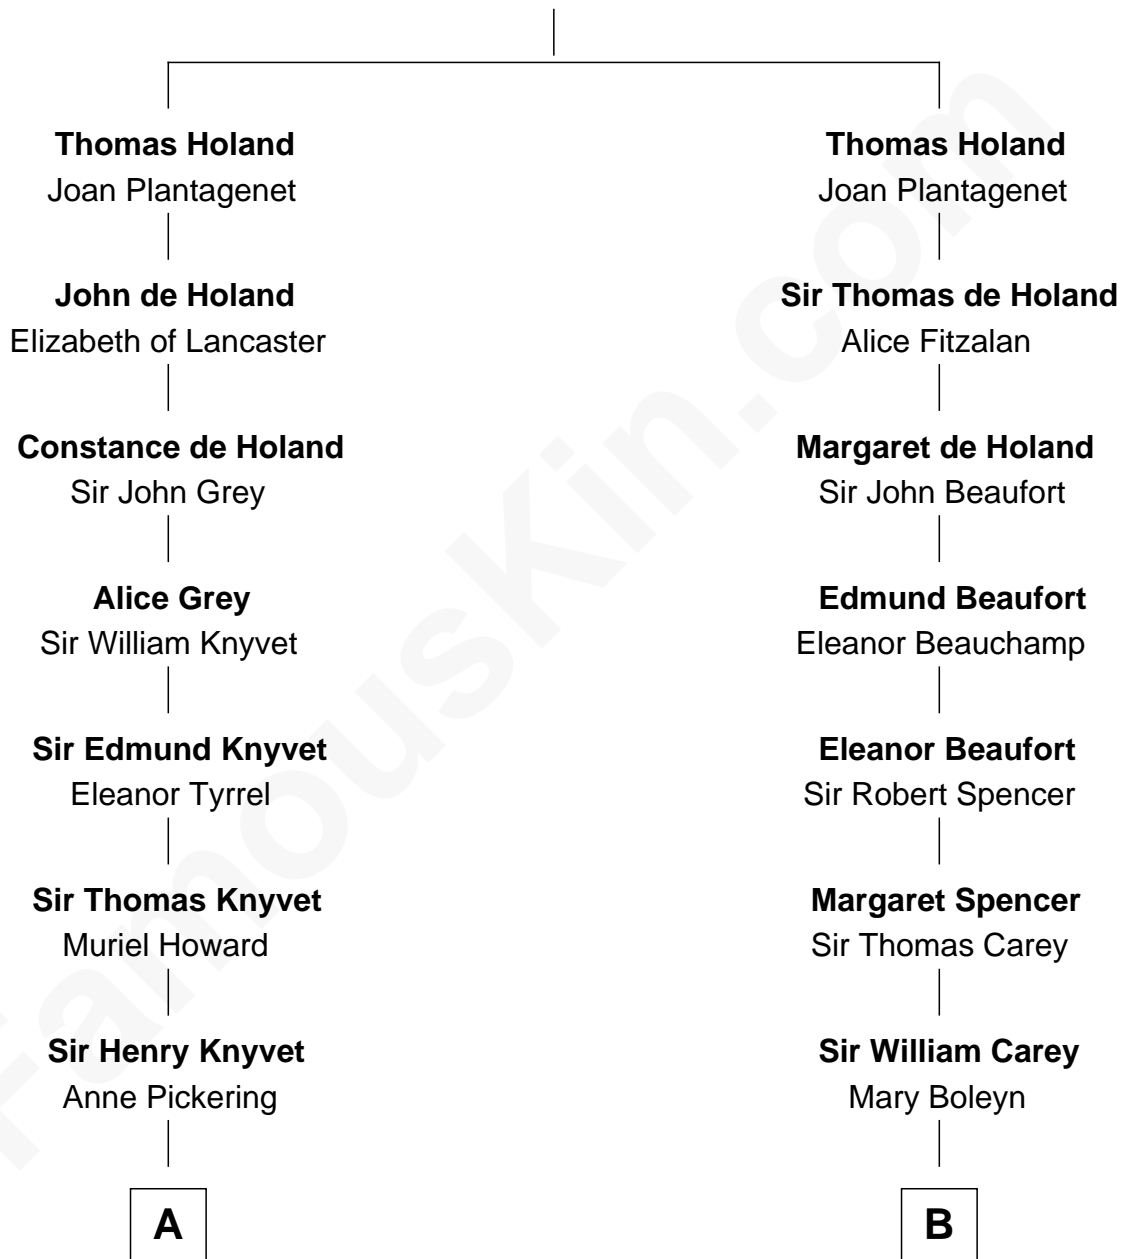 Thomas Holand
Joan Plantagenet
John de Holand
Elizabeth of Lancaster
Constance de Holand
Sir John Grey
Alice Grey
Sir William Knyvet
Sir Edmund Knyvet
Eleanor Tyrrel
Sir Thomas Knyvet
Muriel Howard
Sir Henry Knyvet
Anne Pickering
A
Thomas Holand
Joan Plantagenet
Sir Thomas de Holand
Alice Fitzalan
Margaret de Holand
Sir John Beaufort
Edmund Beaufort
Eleanor Beauchamp
Eleanor Beaufort
Sir Robert Spencer
Margaret Spencer
Sir Thomas Carey
Sir William Carey
Mary Boleyn
B
FamousKin.com